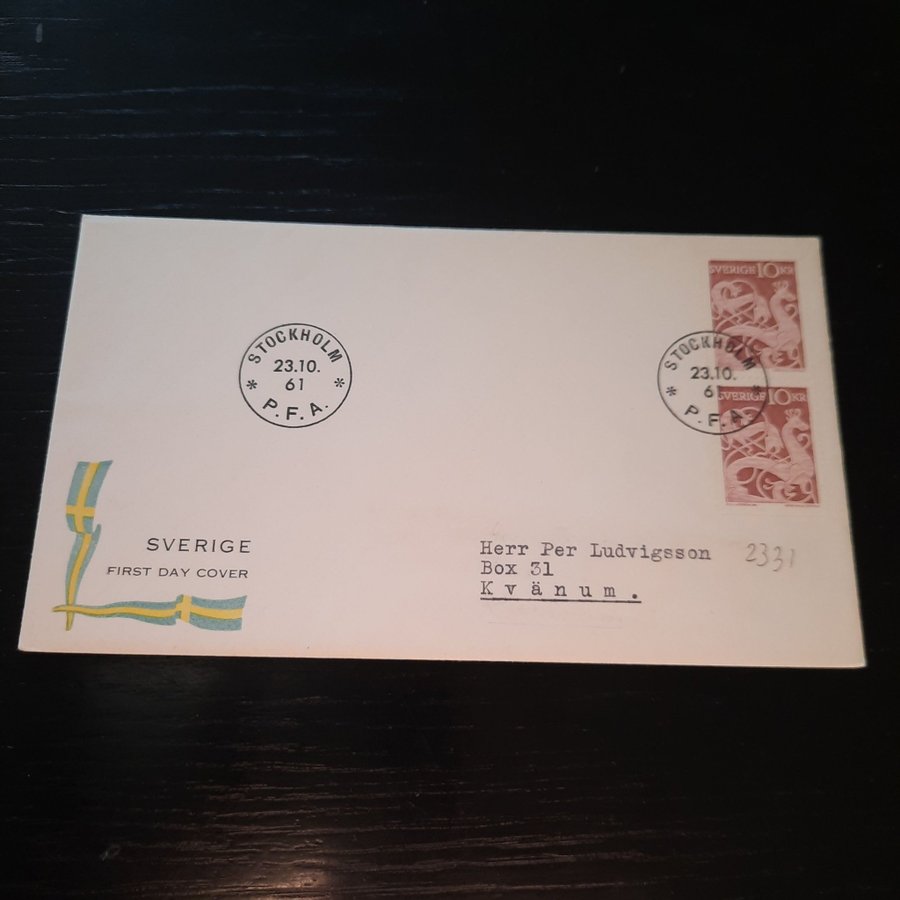 SVERIGE 10 KR
STOCKHOLM
23.10.
61
* P.F.A. *
STOCKHOLM
23.10.
61
* P.F.A. *
SVERIGE 10 KR
SVERIGE
FIRST DAY COVER
Herr Per Ludvigsson
Box 31
Kvänum.
2331